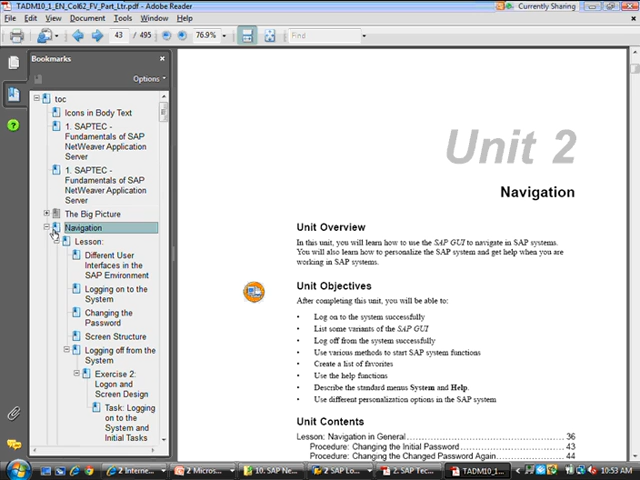 TADM10_1_EN_Col62_FV_Part_Ltr.pdf - Adobe Reader
Currently Sharing
File Edit View Document Tools Window Help
43 / 495
76.9%
Find
Bookmarks
Options
toc
Icons in Body Text
1. SAPTEC -
Fundamentals of SAP
NetWeaver Application
Server
1. SAPTEC -
Fundamentals of SAP
NetWeaver Application
Server
The Big Picture
Navigation
Lesson:
Different User
Interfaces in the
SAP Environment
Logging on to the
System
Changing the
Password
Screen Structure
Logging off from the
System
Exercise 2:
Logon and
Screen Design
Task: Logging
on to the
System and
Initial Tasks
Unit 2
Navigation
Unit Overview
In this unit, you will learn how to use the SAP GUI to navigate in SAP systems.
You will also learn how to personalize the SAP system and get help when you are
working in SAP systems.
Unit Objectives
After completing this unit, you will be able to:
• Log on to the system successfully
• List some variants of the SAP GUI
• Log off from the system successfully
• Use various methods to start SAP system functions
• Create a list of favorites
• Use the help functions
• Describe the standard menus System and Help.
• Use different personalization options in the SAP system
Unit Contents
Lesson: Navigation in General 36
Procedure: Changing the Initial Password 43
Procedure: Changing the Changed Password Again 44
Start
2 Interne...
2 Micros...
10. SAP Ne...
2 SAP Lo...
2. SAP Tec...
TADM10_1...
10:53 AM